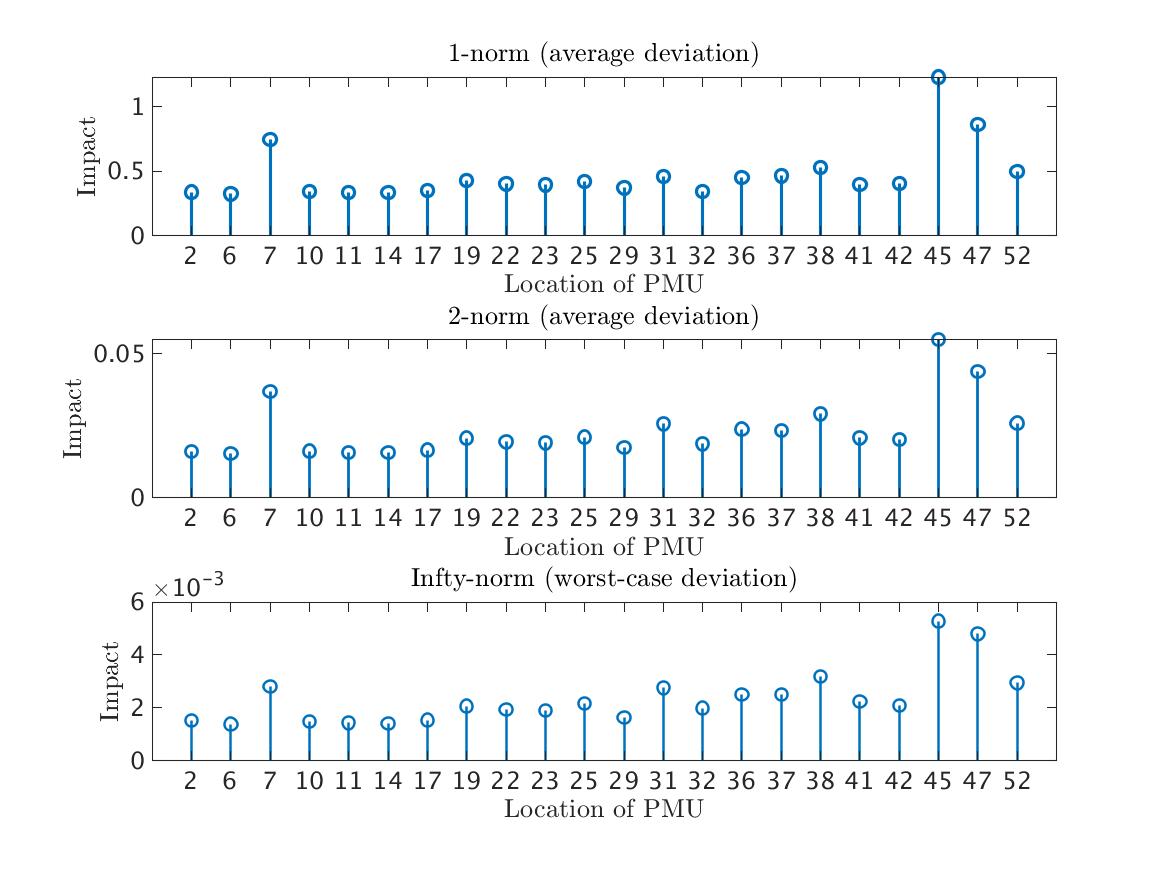 1-norm (average deviation)
1
0.5
0
Impact
2 6 7 10 11 14 17 19 22 23 25 29 31 32 36 37 38 41 42 45 47 52
Location of PMU
2-norm (average deviation)
0.05
0
Impact
2 6 7 10 11 14 17 19 22 23 25 29 31 32 36 37 38 41 42 45 47 52
Location of PMU
Infty-norm (worst-case deviation)
×10⁻³
6
4
2
0
Impact
2 6 7 10 11 14 17 19 22 23 25 29 31 32 36 37 38 41 42 45 47 52
Location of PMU